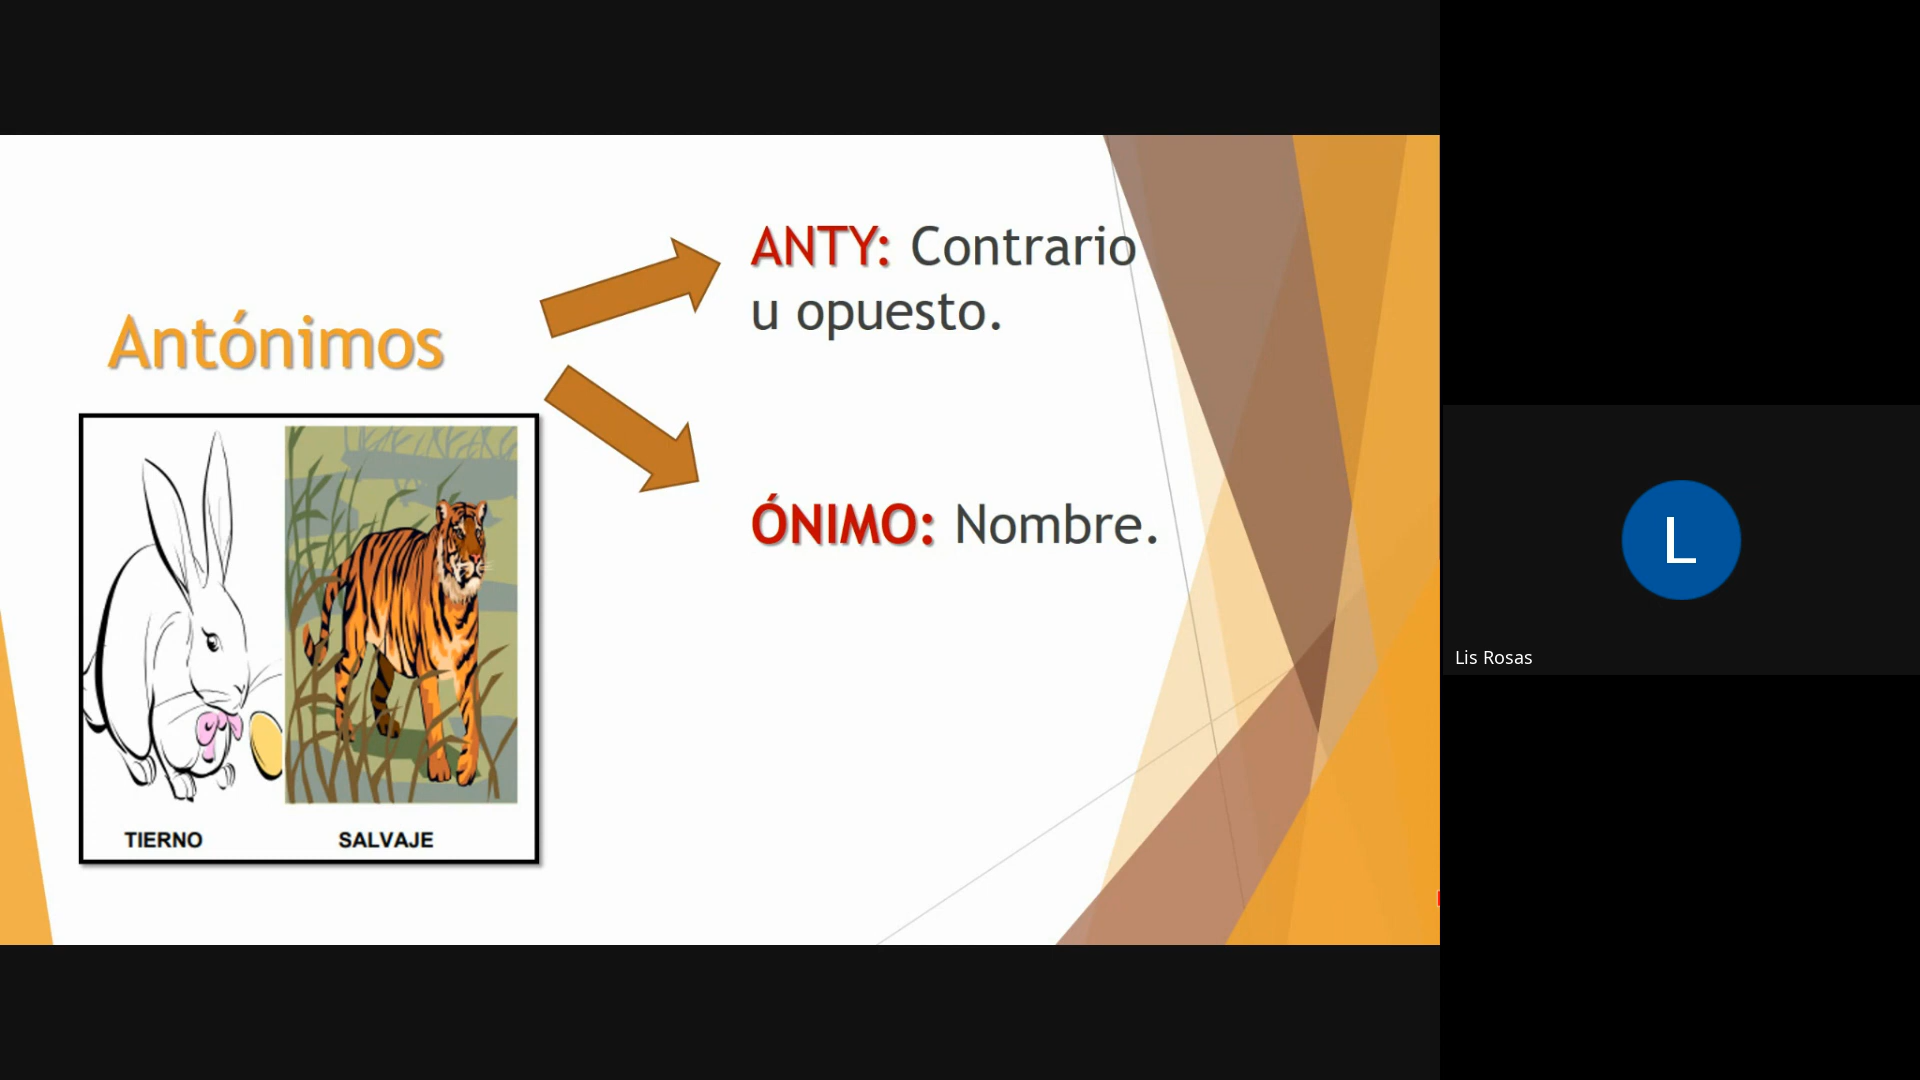 Antónimos
ANTY: Contrario
u opuesto.
ÓNIMO: Nombre.
TIERNO
SALVAJE
L
Lis Rosas